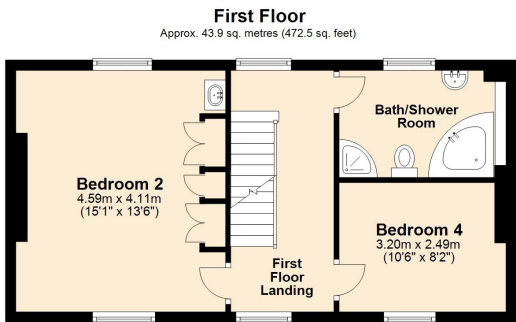 First Floor
Approx. 43.9 sq. metres (472.5 sq. feet)
Bath/Shower
Room
Bedroom 2
4.59m x 4.11m
(15'1" x 13'6")
Bedroom 4
3.20m x 2.49m
(10'6" x 8'2")
First
Floor
Landing